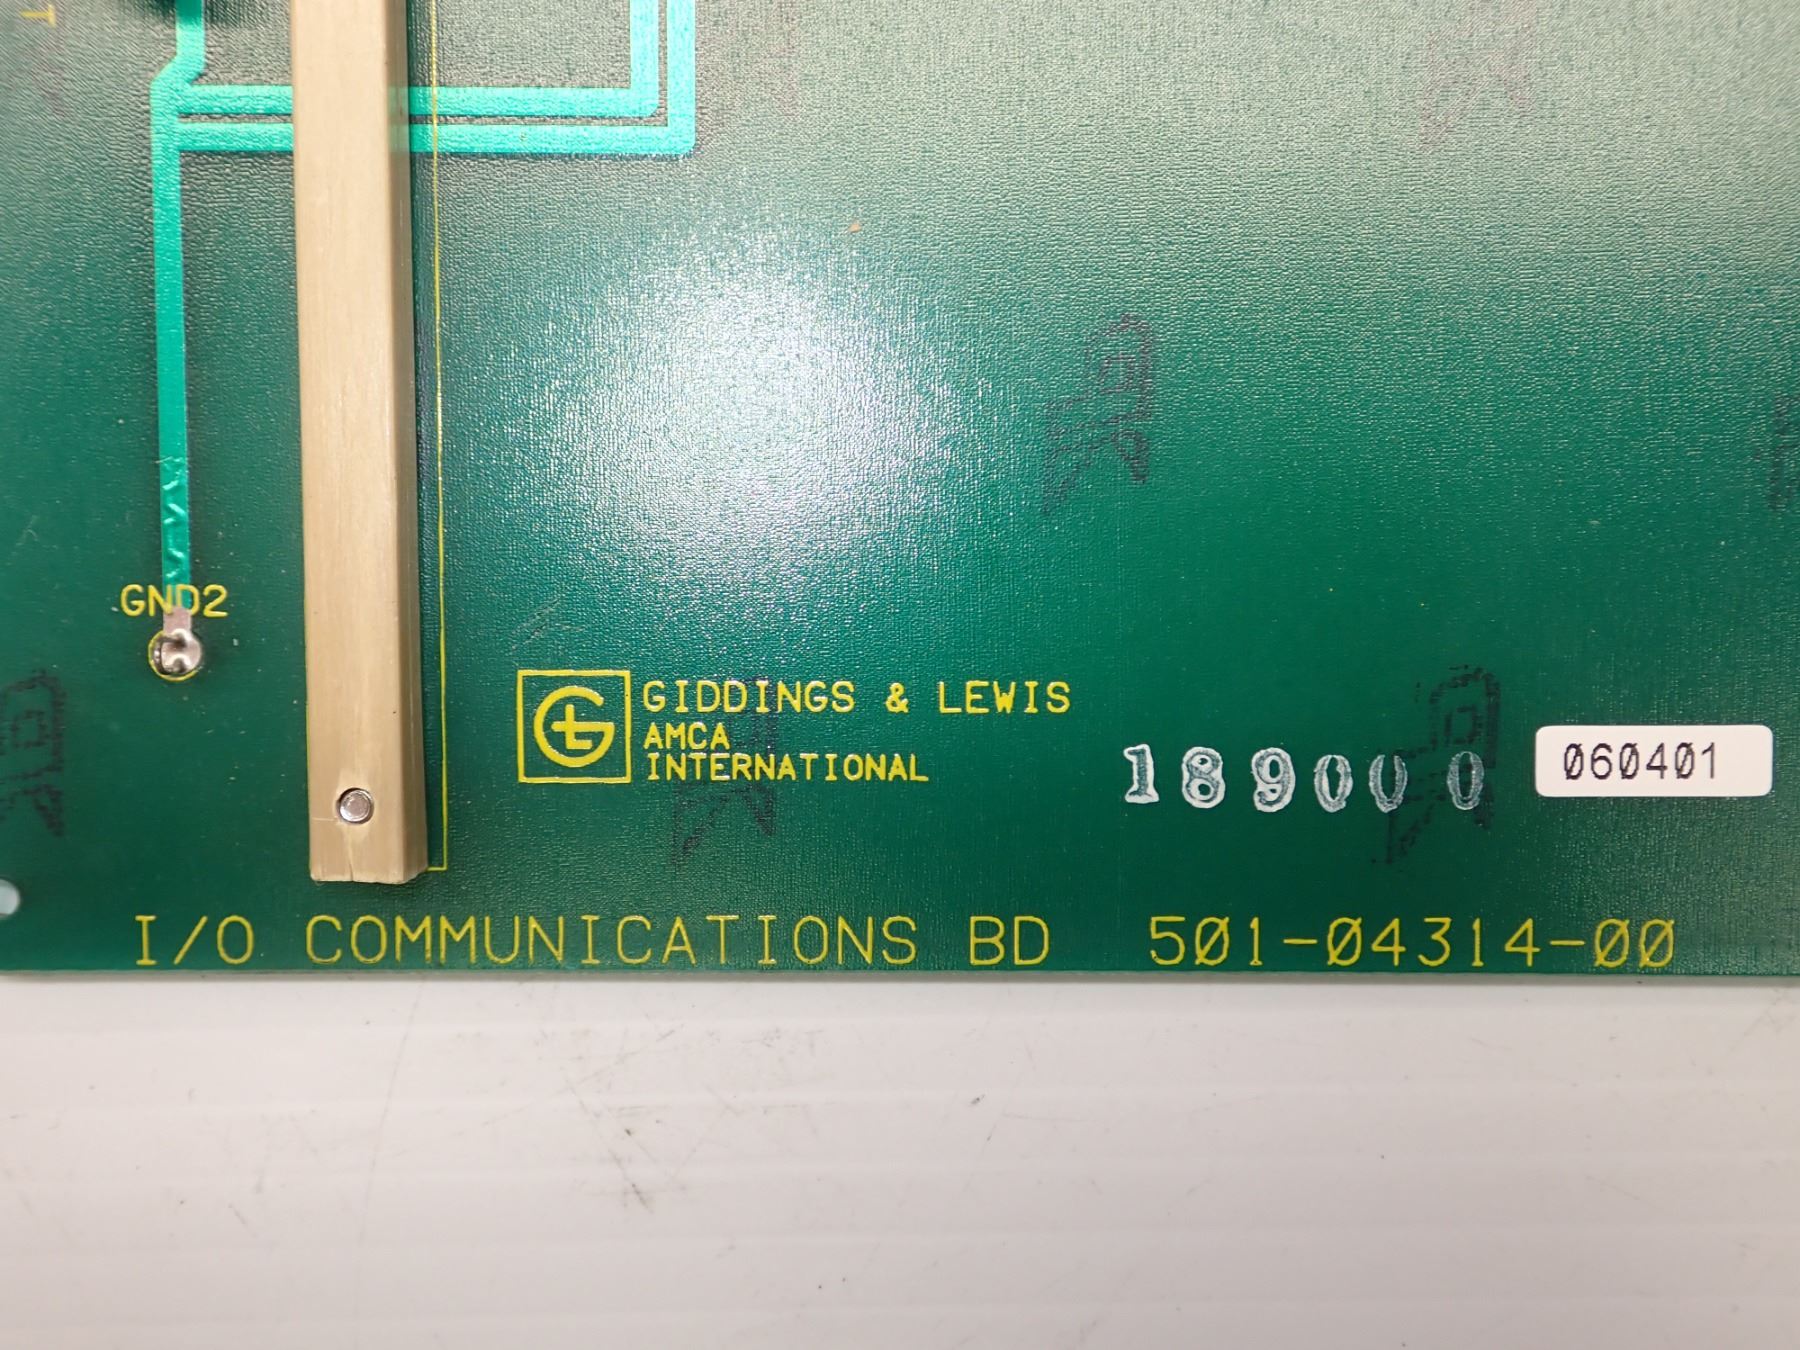 T
GND2
GIDDINGS & LEWIS
AMCA
INTERNATIONAL
189000
060401
I/O COMMUNICATIONS BD 501-04314-00